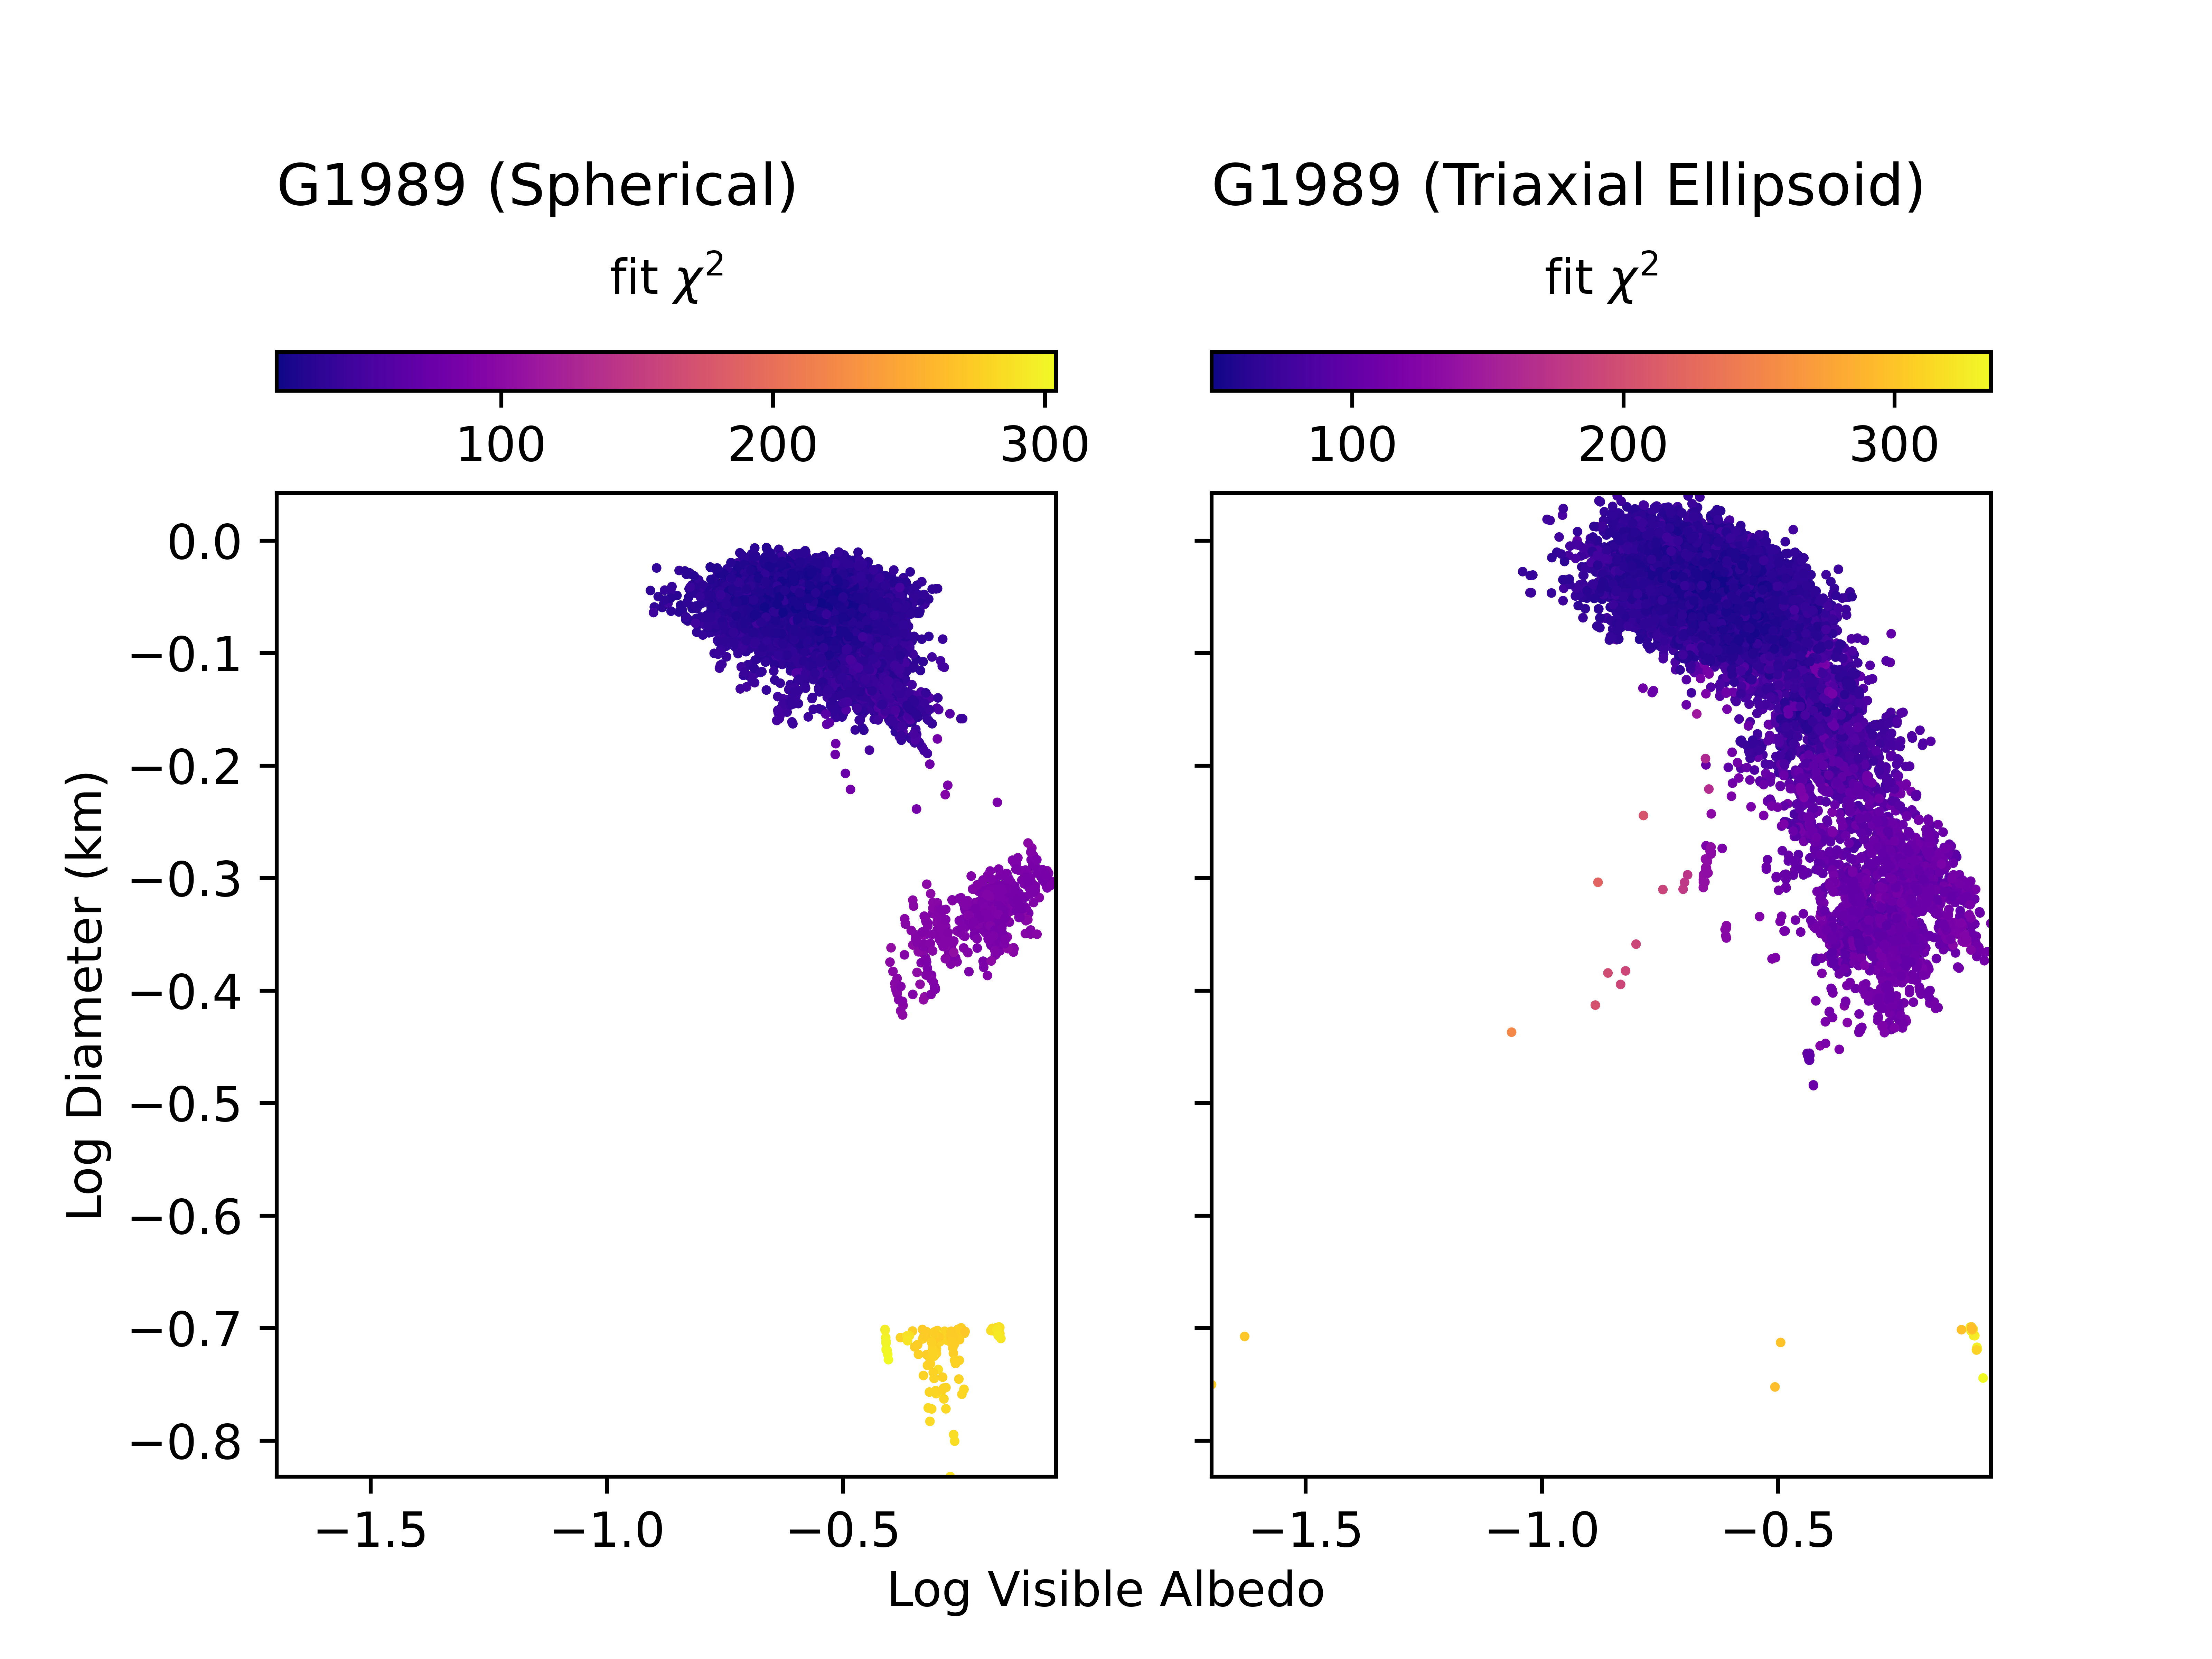 G1989 (Spherical)
fit χ²
100 200 300
G1989 (Triaxial Ellipsoid)
fit χ²
100 200 300
Log Diameter (km)
0.0
−0.1
−0.2
−0.3
−0.4
−0.5
−0.6
−0.7
−0.8
−1.5 −1.0 −0.5
−1.5 −1.0 −0.5
Log Visible Albedo